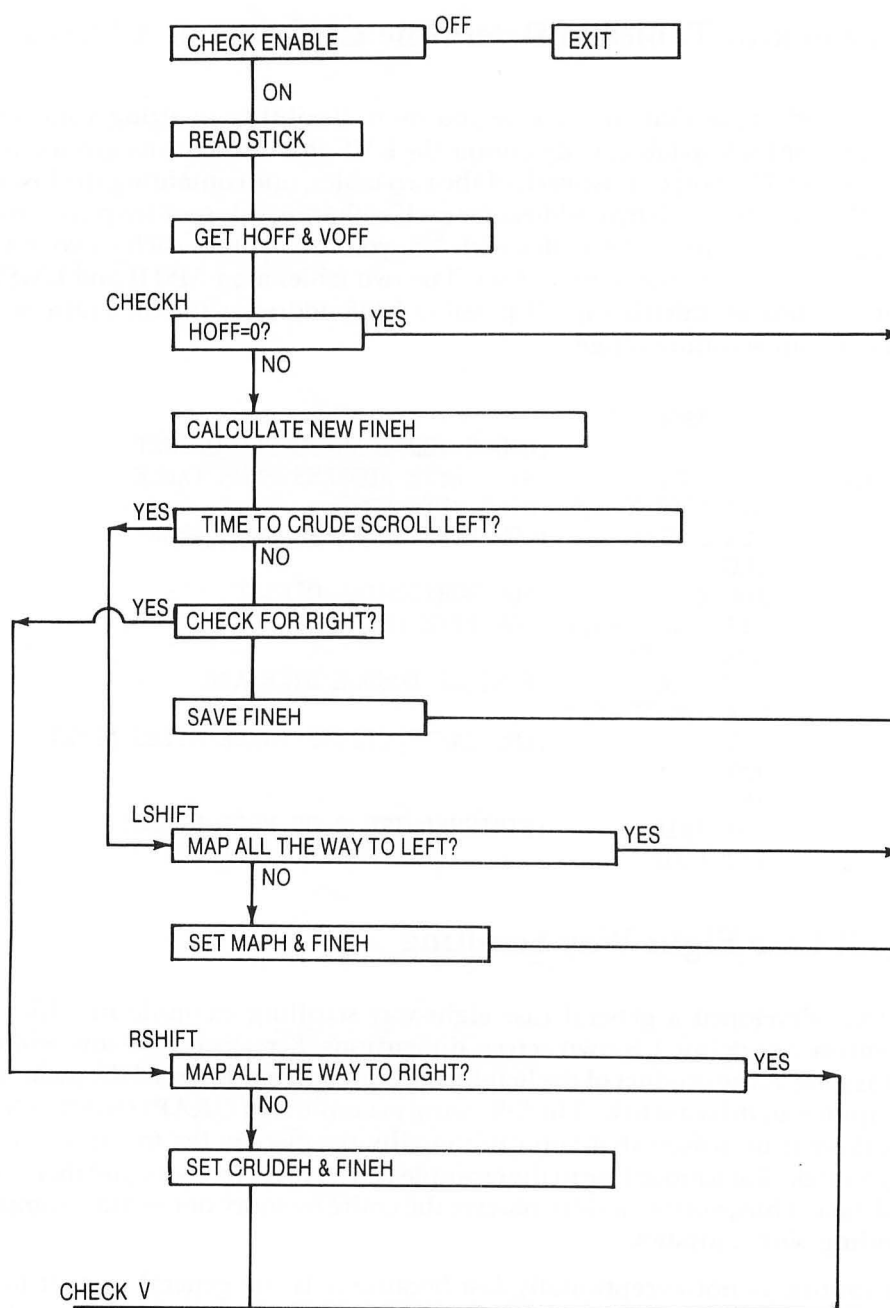 CHECK ENABLE
OFF
EXIT
ON
READ STICK
GET HOFF & VOFF
CHECKH
HOFF=0?
YES
NO
CALCULATE NEW FINEH
YES
TIME TO CRUDE SCROLL LEFT?
NO
YES
CHECK FOR RIGHT?
SAVE FINEH
LSHIFT
MAP ALL THE WAY TO LEFT?
YES
NO
SET MAPH & FINEH
RSHIFT
MAP ALL THE WAY TO RIGHT?
YES
NO
SET CRUDEH & FINEH
CHECK V